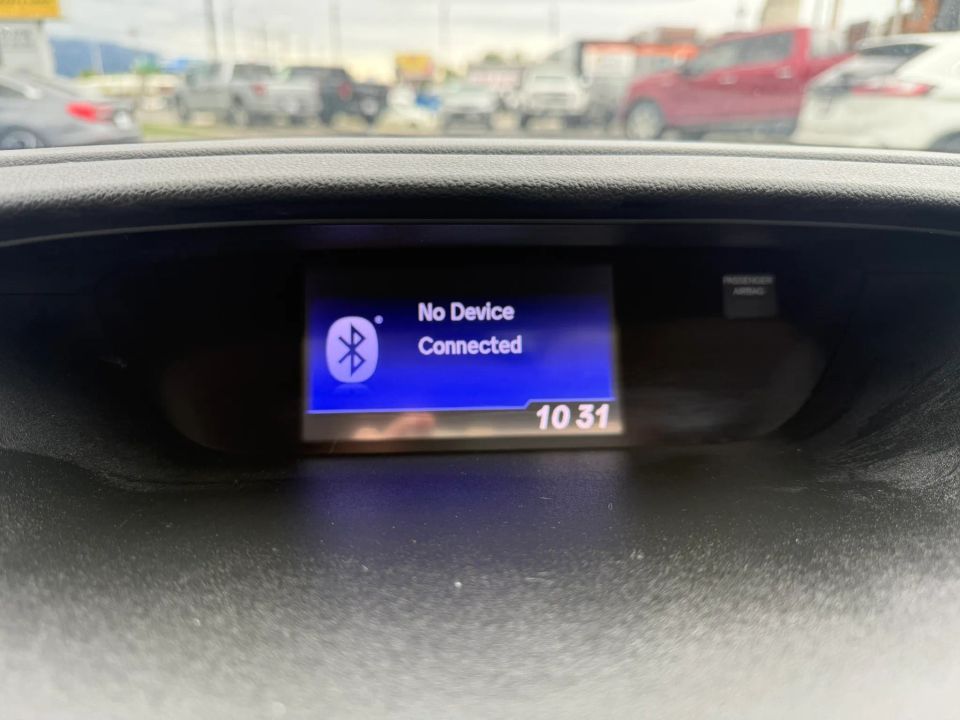 No Device
Connected
10 31
PASSENGER
AIRBAG